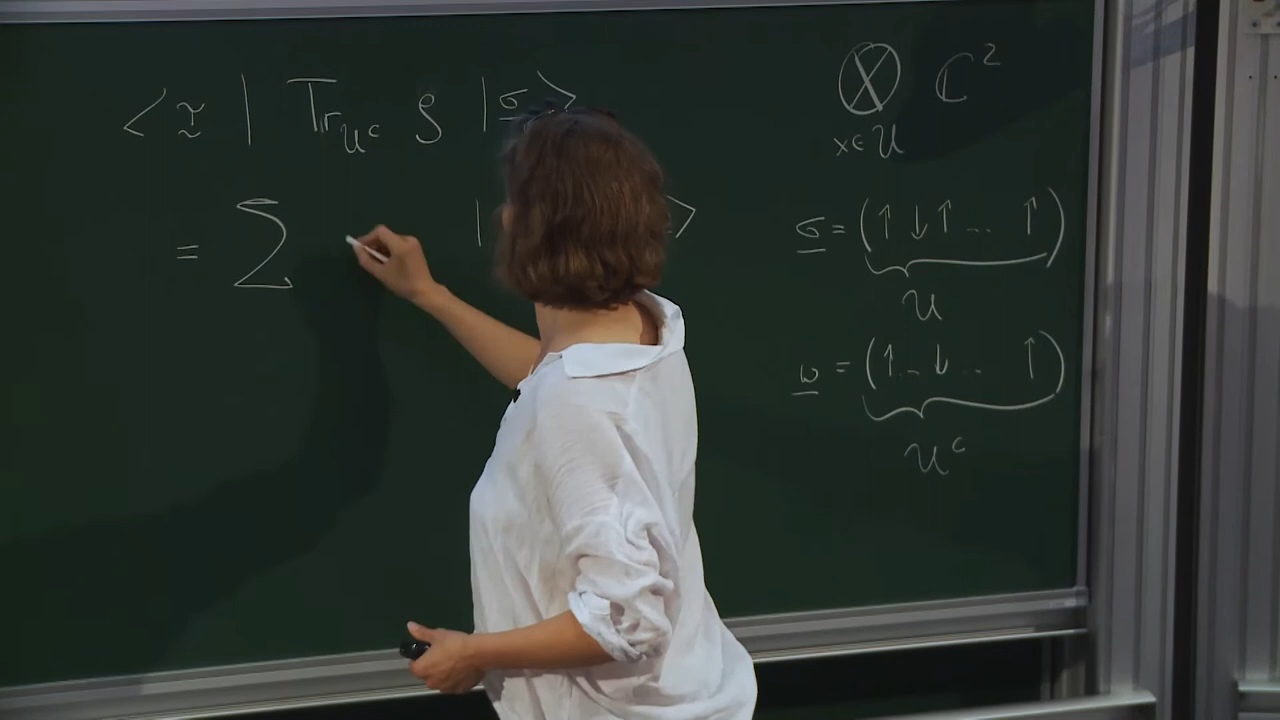 ⟨ τ̰ | Tr_{U^c} ρ | σ̲ ⟩
= Σ | ⟩
⊗ ℂ²
x∈U
σ̲ = (↑ ↓ ↑ ... ↑)
U
ω̲ = (↑ ... ↓ ... ↑)
U^c